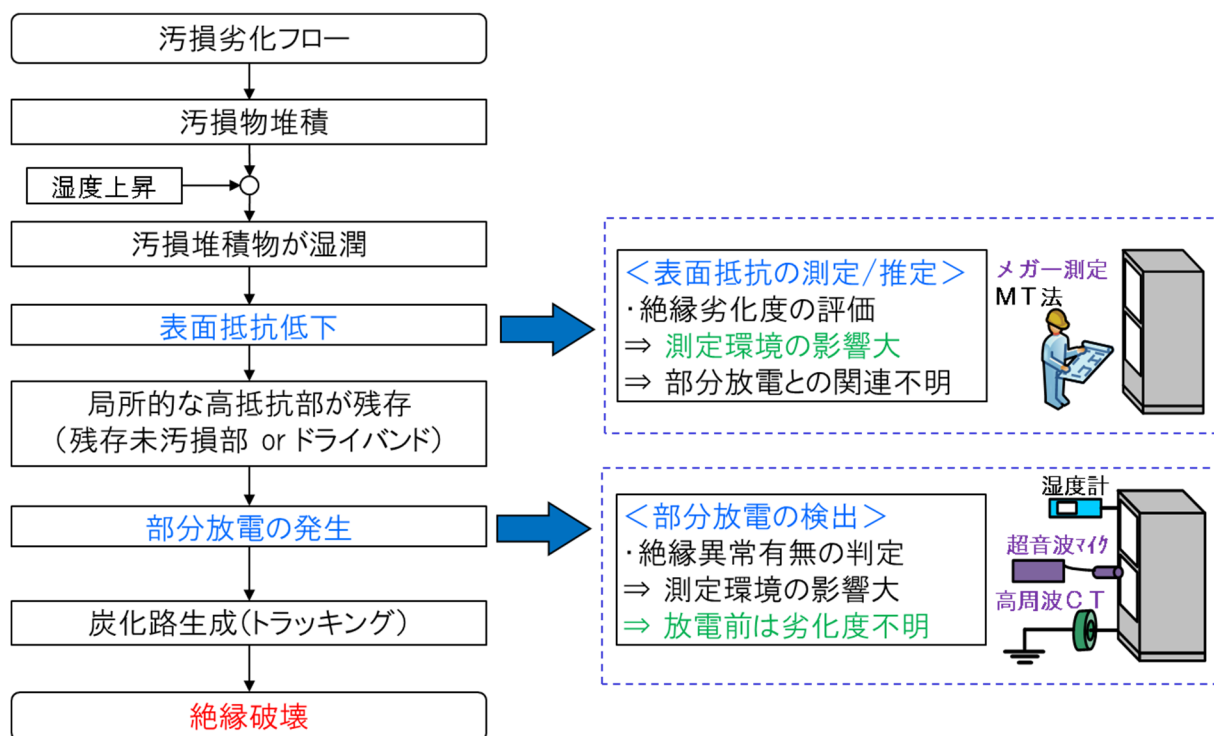 汚損劣化フロー
汚損物堆積
湿度上昇
汚損堆積物が湿潤
表面抵抗低下
局所的な高抵抗部が残存
(残存未汚損部 or ドライバンド)
部分放電の発生
炭化路生成(トラッキング)
絶縁破壊
<表面抵抗の測定/推定>
・絶縁劣化度の評価
⇒ 測定環境の影響大
⇒ 部分放電との関連不明
メガー測定
MT法
<部分放電の検出>
・絶縁異常有無の判定
⇒ 測定環境の影響大
⇒ 放電前は劣化度不明
湿度計
超音波マイク
高周波CT